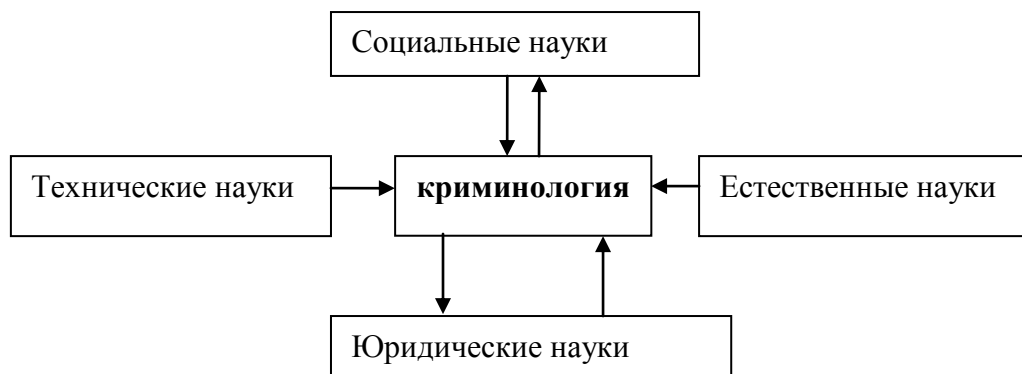 Социальные науки
Технические науки
криминология
Естественные науки
Юридические науки